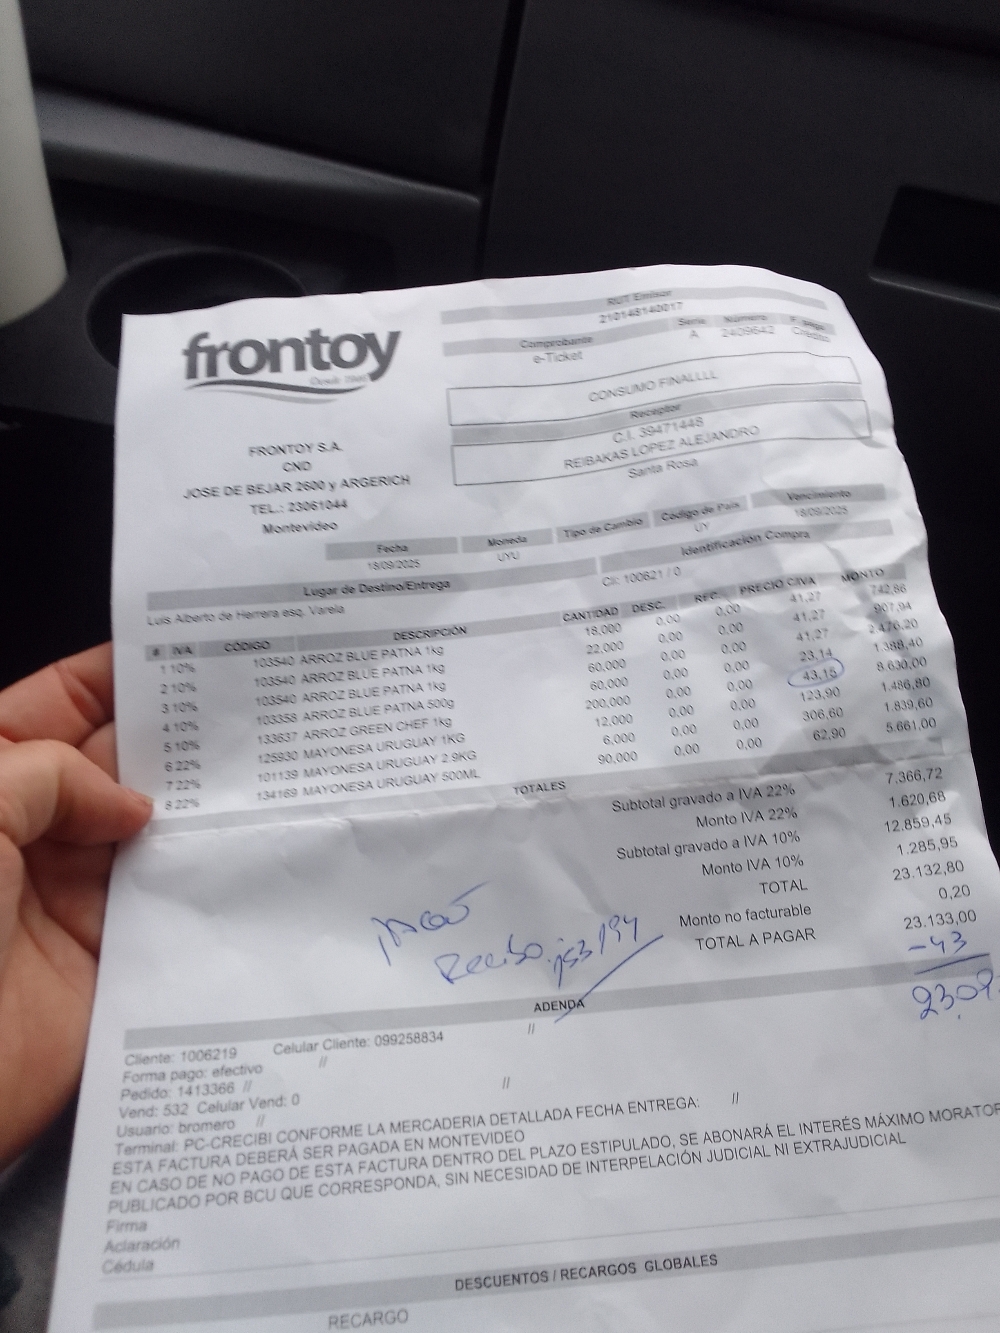 frontoy
Desde 1940
RUT Emisor
210148140017
Comprobante Serie Número F. pago
e-Ticket A 2409642 Crédito
CONSUMO FINALLLL
Receptor
C.I. 39471448
REIBAKAS LOPEZ ALEJANDRO
Santa Rosa
FRONTOY S.A.
CND
JOSE DE BEJAR 2600 y ARGERICH
TEL.: 23061044
Montevideo
Fecha Moneda Tipo de Cambio Código de País Vencimiento
18/09/2025 UYU UY 18/09/2025
Lugar de Destino/Entrega Identificación Compra
Luis Alberto de Herrera esq. Varela Cli: 100621 / 0
# IVA CÓDIGO DESCRIPCIÓN CANTIDAD DESC. REC. PRECIO C/IVA MONTO
1 10% 103540 ARROZ BLUE PATNA 1kg 18,000 0,00 0,00 41,27 742,86
2 10% 103540 ARROZ BLUE PATNA 1kg 22,000 0,00 0,00 41,27 907,94
3 10% 103540 ARROZ BLUE PATNA 1kg 60,000 0,00 0,00 41,27 2.476,20
4 10% 103358 ARROZ BLUE PATNA 500g 60,000 0,00 0,00 23,14 1.388,40
5 10% 133637 ARROZ GREEN CHEF 1kg 200,000 0,00 0,00 43,15 8.630,00
6 22% 125930 MAYONESA URUGUAY 1KG 12,000 0,00 0,00 123,90 1.486,80
7 22% 101139 MAYONESA URUGUAY 2.9KG 6,000 0,00 0,00 306,60 1.839,60
8 22% 134169 MAYONESA URUGUAY 500ML 90,000 0,00 0,00 62,90 5.661,00
TOTALES
Subtotal gravado a IVA 22% 7.366,72
Monto IVA 22% 1.620,68
Subtotal gravado a IVA 10% 12.859,45
Monto IVA 10% 1.285,95
TOTAL 23.132,80
Monto no facturable 0,20
TOTAL A PAGAR 23.133,00
-43
Recibo
ADENDA
Cliente: 1006219 Celular Cliente: 099258834 //
Forma pago: efectivo //
Pedido: 1413366 //
Vend: 532 Celular Vend: 0 //
Usuario: bromero //
Terminal: PC-CRECIBI CONFORME LA MERCADERIA DETALLADA FECHA ENTREGA: //
ESTA FACTURA DEBERÁ SER PAGADA EN MONTEVIDEO
EN CASO DE NO PAGO DE ESTA FACTURA DENTRO DEL PLAZO ESTIPULADO, SE ABONARÁ EL INTERÉS MÁXIMO MORATOR
PUBLICADO POR BCU QUE CORRESPONDA, SIN NECESIDAD DE INTERPELACIÓN JUDICIAL NI EXTRAJUDICIAL
Firma
Aclaración
Cédula
DESCUENTOS / RECARGOS GLOBALES
RECARGO